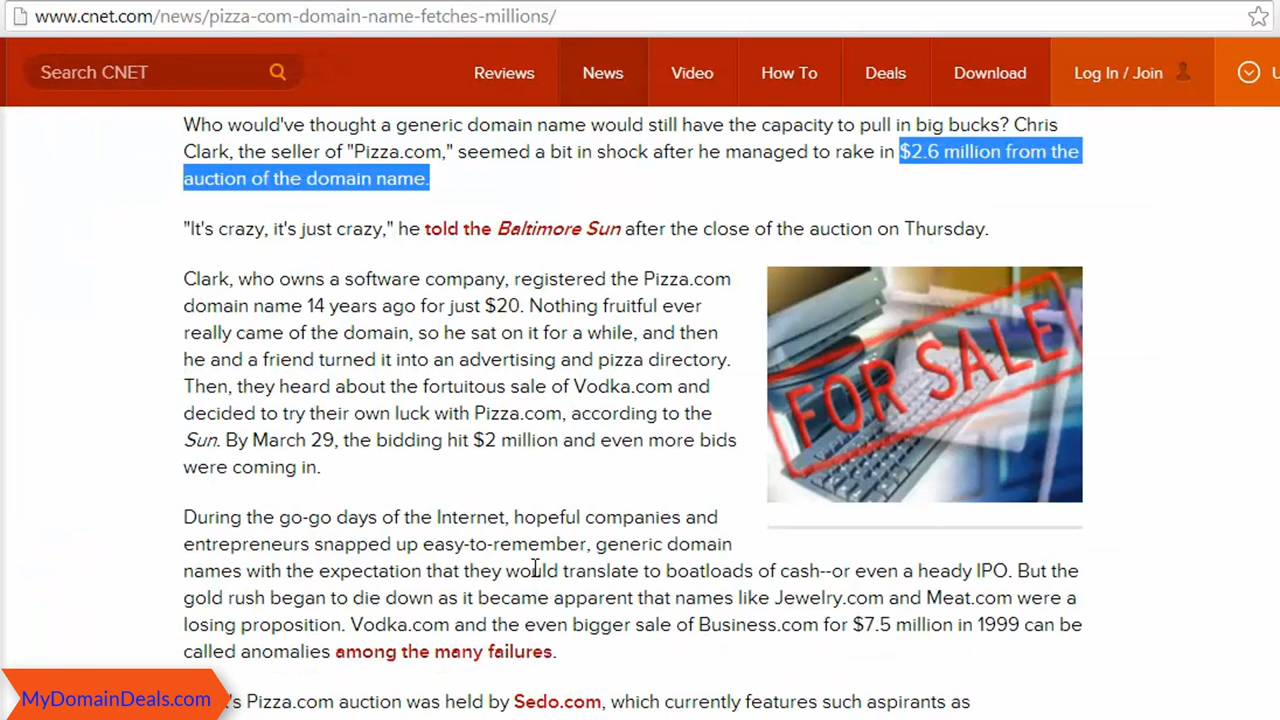 www.cnet.com/news/pizza-com-domain-name-fetches-millions/
Search CNET Reviews News Video How To Deals Download Log In / Join U
Who would've thought a generic domain name would still have the capacity to pull in big bucks? Chris
Clark, the seller of "Pizza.com," seemed a bit in shock after he managed to rake in $2.6 million from the
auction of the domain name.
"It's crazy, it's just crazy," he told the Baltimore Sun after the close of the auction on Thursday.
Clark, who owns a software company, registered the Pizza.com
domain name 14 years ago for just $20. Nothing fruitful ever
really came of the domain, so he sat on it for a while, and then
he and a friend turned it into an advertising and pizza directory.
Then, they heard about the fortuitous sale of Vodka.com and
decided to try their own luck with Pizza.com, according to the
Sun. By March 29, the bidding hit $2 million and even more bids
were coming in.
FOR SALE
During the go-go days of the Internet, hopeful companies and
entrepreneurs snapped up easy-to-remember, generic domain
names with the expectation that they would translate to boatloads of cash--or even a heady IPO. But the
gold rush began to die down as it became apparent that names like Jewelry.com and Meat.com were a
losing proposition. Vodka.com and the even bigger sale of Business.com for $7.5 million in 1999 can be
called anomalies among the many failures.
MyDomainDeals.com
's Pizza.com auction was held by Sedo.com, which currently features such aspirants as